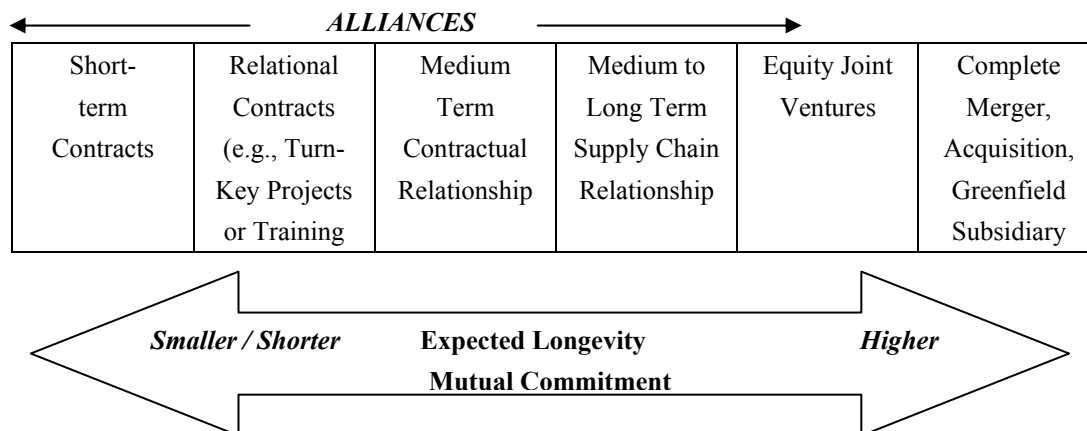 ALLIANCES
Short-
term
Contracts
Relational
Contracts
(e.g., Turn-
Key Projects
or Training
Medium
Term
Contractual
Relationship
Medium to
Long Term
Supply Chain
Relationship
Equity Joint
Ventures
Complete
Merger,
Acquisition,
Greenfield
Subsidiary
Smaller / Shorter Expected Longevity Higher
Mutual Commitment